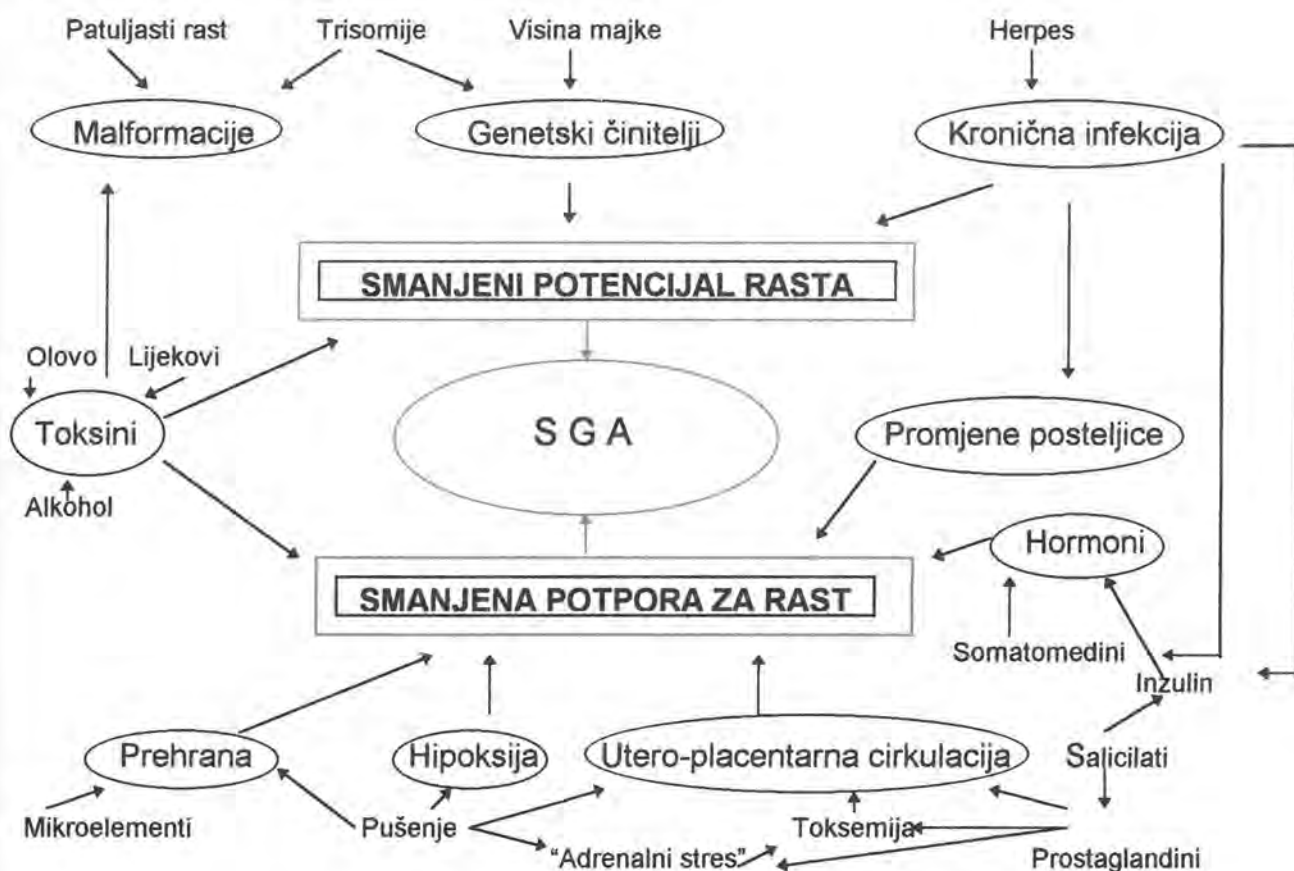 Patuljasti rast
Trisomije
Visina majke
Herpes
Malformacije
Genetski činitelji
Kronična infekcija
SMANJENI POTENCIJAL RASTA
Olovo
Lijekovi
Toksini
S G A
Promjene posteljice
Alkohol
Hormoni
SMANJENA POTPORA ZA RAST
Somatomedini
Inzulin
Prehrana
Hipoksija
Utero-placentarna cirkulacija
Salicilati
Mikroelementi
Pušenje
Toksemija
"Adrenalni stres"
Prostaglandini